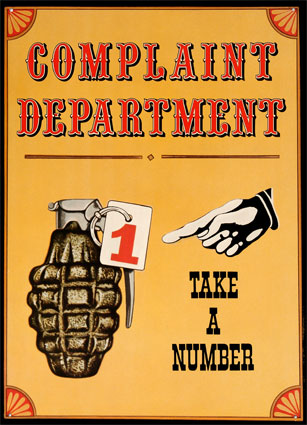 COMPLAINT
DEPARTMENT
1
TAKE
A
NUMBER